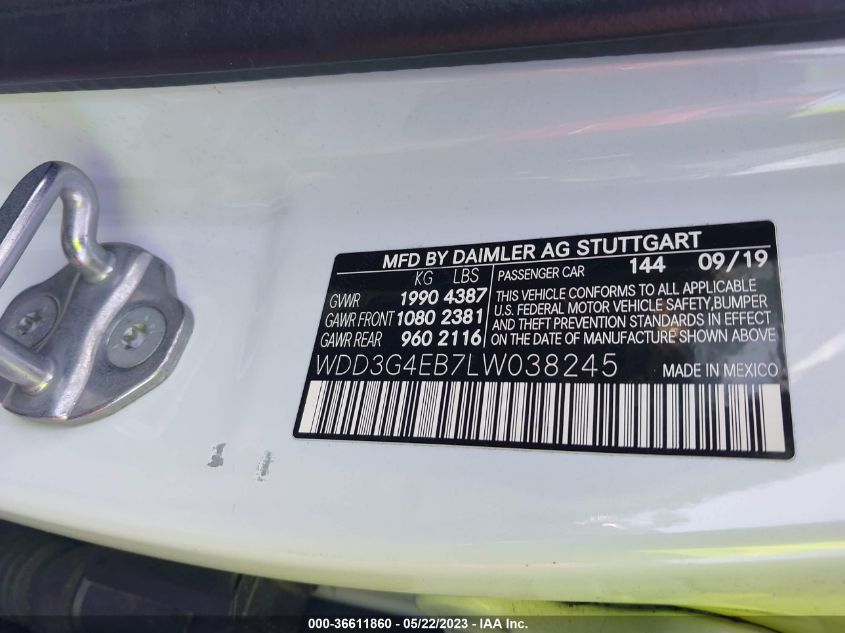 MFD BY DAIMLER AG STUTTGART
KG LBS
GVWR 1990 4387
GAWR FRONT 1080 2381
GAWR REAR 960 2116
PASSENGER CAR 144 09/19
THIS VEHICLE CONFORMS TO ALL APPLICABLE
U.S. FEDERAL MOTOR VEHICLE SAFETY,BUMPER
AND THEFT PREVENTION STANDARDS IN EFFECT
ON THE DATE OF MANUFACTURE SHOWN ABOVE
WDD3G4EB7LW038245 MADE IN MEXICO
000-36611860 - 05/22/2023 - IAAI.COM